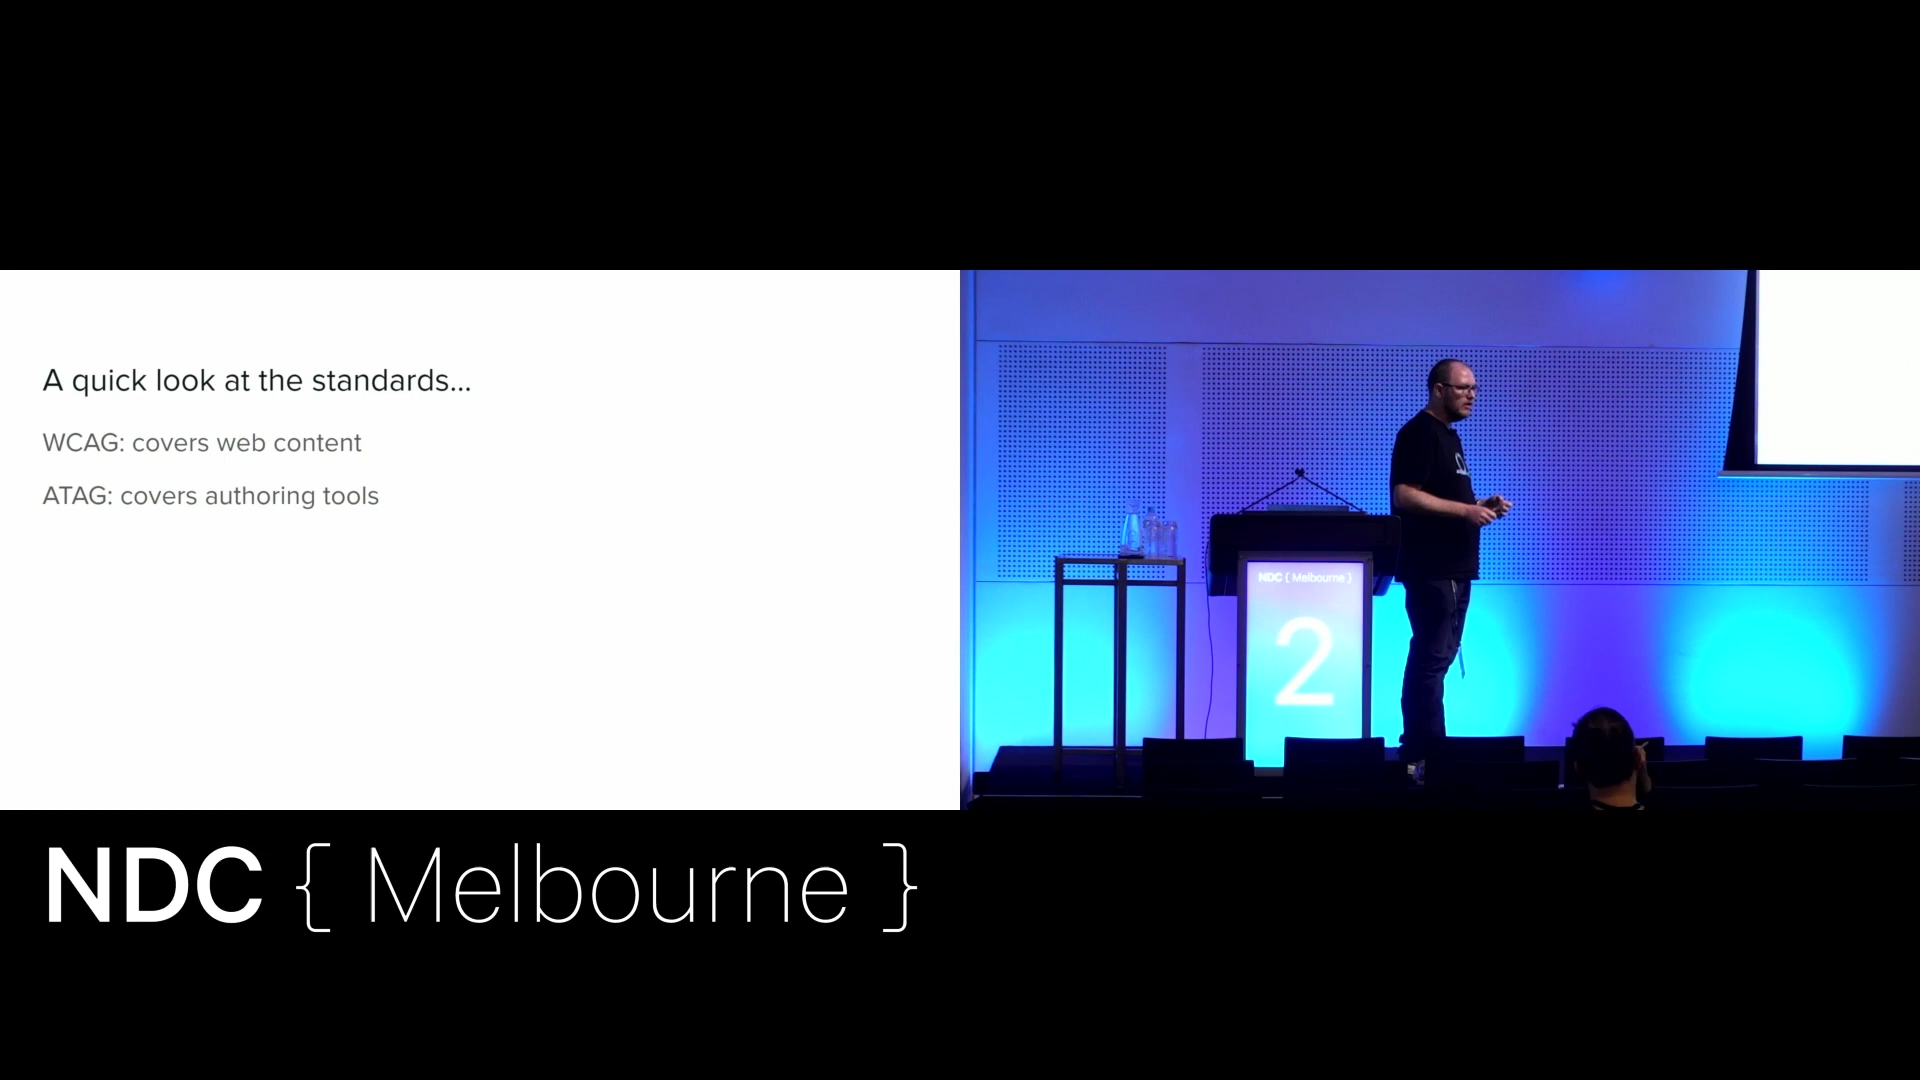 A quick look at the standards...
WCAG: covers web content
ATAG: covers authoring tools
NDC { Melbourne }
2
NDC { Melbourne }